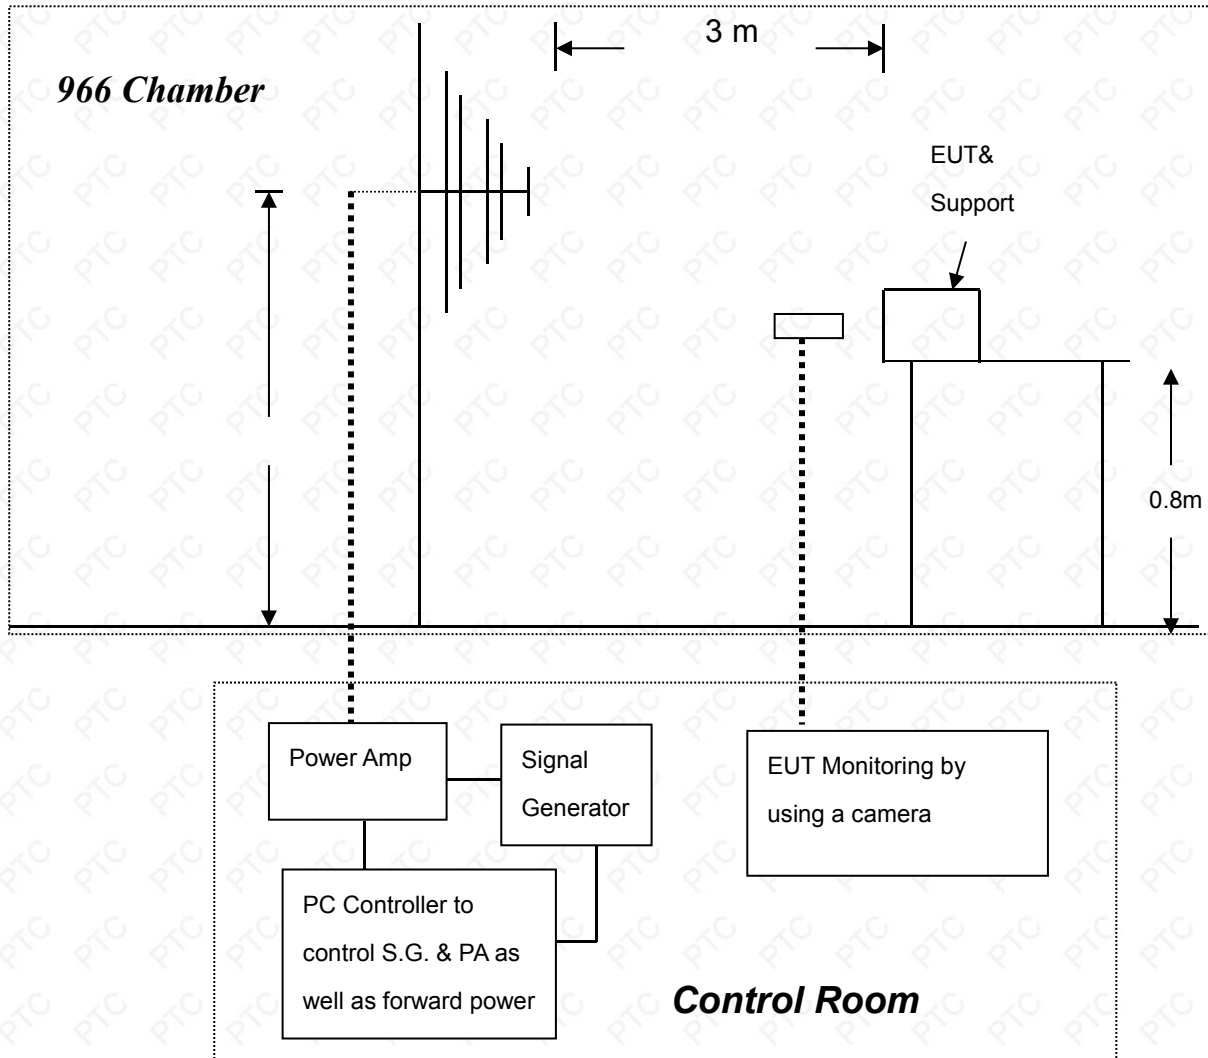 3 m
966 Chamber
EUT&
Support
0.8m
Power Amp
Signal
Generator
EUT Monitoring by
using a camera
PC Controller to
control S.G. & PA as
well as forward power
Control Room
PTC